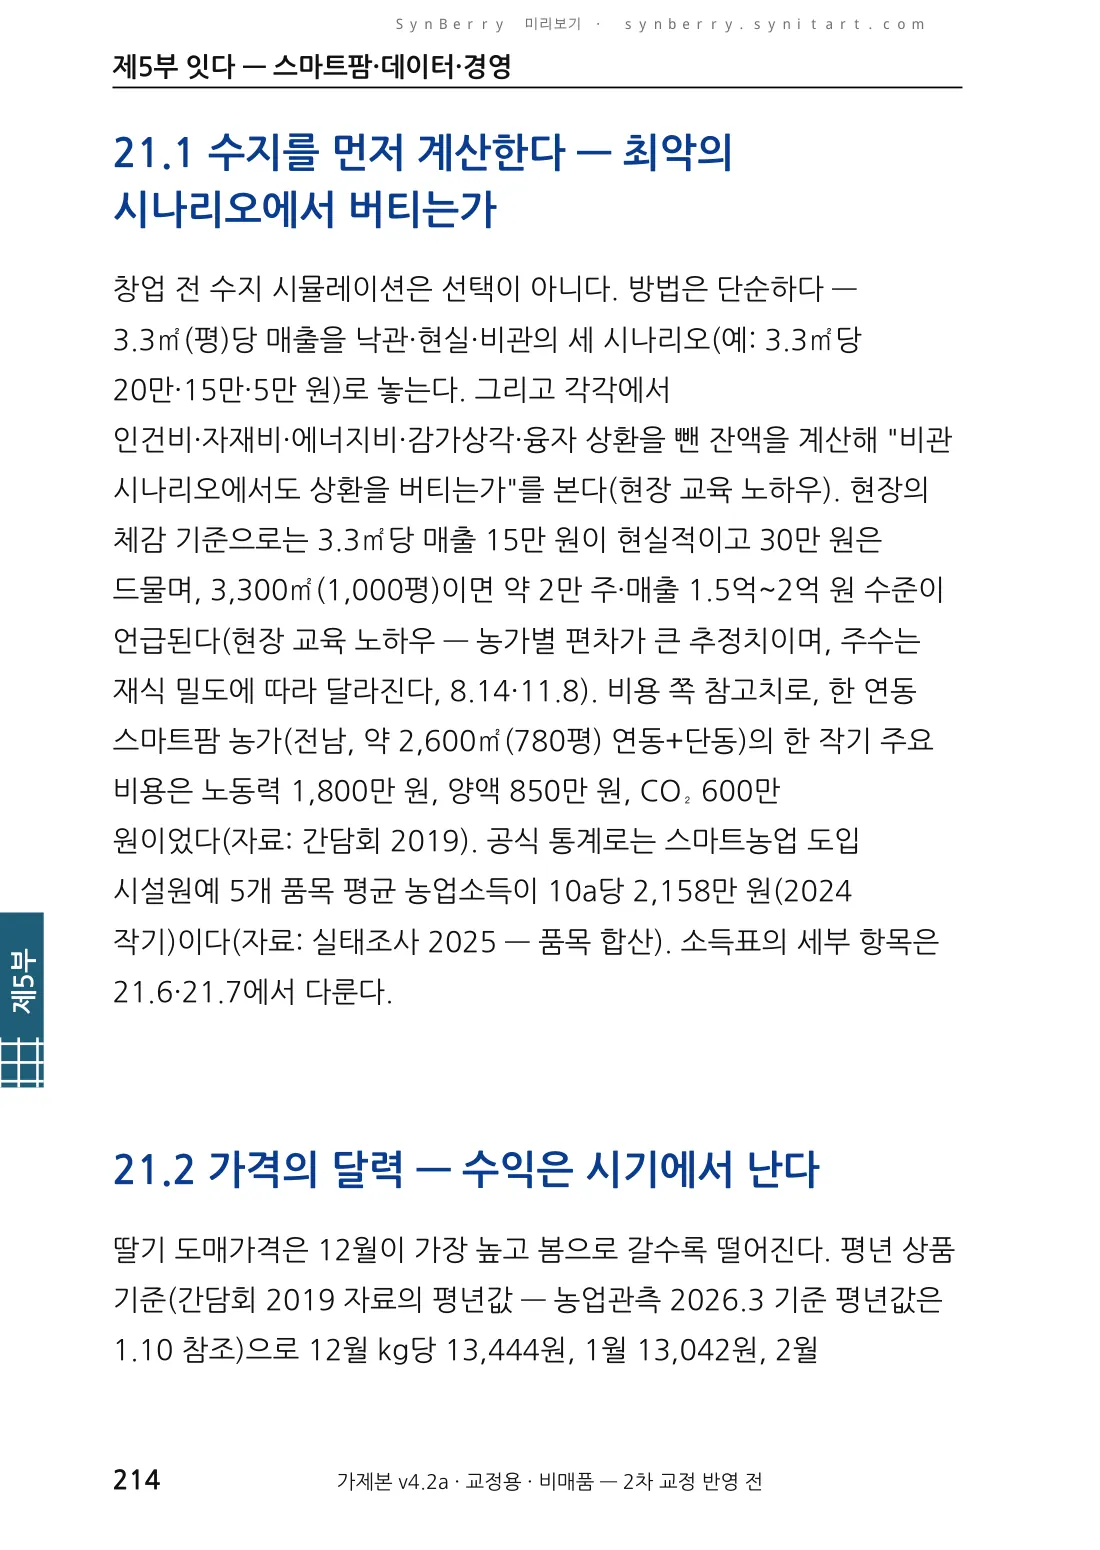 SynBerry 미리보기 · synberry.synitart.com
제5부 잇다 — 스마트팜·데이터·경영
21.1 수지를 먼저 계산한다 — 최악의
시나리오에서 버티는가
창업 전 수지 시뮬레이션은 선택이 아니다. 방법은 단순하다 —
3.3㎡(평)당 매출을 낙관·현실·비관의 세 시나리오(예: 3.3㎡당
20만·15만·5만 원)로 놓는다. 그리고 각각에서
인건비·자재비·에너지비·감가상각·융자 상환을 뺀 잔액을 계산해 "비관
시나리오에서도 상환을 버티는가"를 본다(현장 교육 노하우). 현장의
체감 기준으로는 3.3㎡당 매출 15만 원이 현실적이고 30만 원은
드물며, 3,300㎡(1,000평)이면 약 2만 주·매출 1.5억~2억 원 수준이
언급된다(현장 교육 노하우 — 농가별 편차가 큰 추정치이며, 주수는
재식 밀도에 따라 달라진다, 8.14·11.8). 비용 쪽 참고치로, 한 연동
스마트팜 농가(전남, 약 2,600㎡(780평) 연동+단동)의 한 작기 주요
비용은 노동력 1,800만 원, 양액 850만 원, CO₂ 600만
원이었다(자료: 간담회 2019). 공식 통계로는 스마트농업 도입
시설원예 5개 품목 평균 농업소득이 10a당 2,158만 원(2024
작기)이다(자료: 실태조사 2025 — 품목 합산). 소득표의 세부 항목은
21.6·21.7에서 다룬다.
제5부
21.2 가격의 달력 — 수익은 시기에서 난다
딸기 도매가격은 12월이 가장 높고 봄으로 갈수록 떨어진다. 평년 상품
기준(간담회 2019 자료의 평년값 — 농업관측 2026.3 기준 평년값은
1.10 참조)으로 12월 kg당 13,444원, 1월 13,042원, 2월
214
가제본 v4.2a · 교정용 · 비매품 — 2차 교정 반영 전